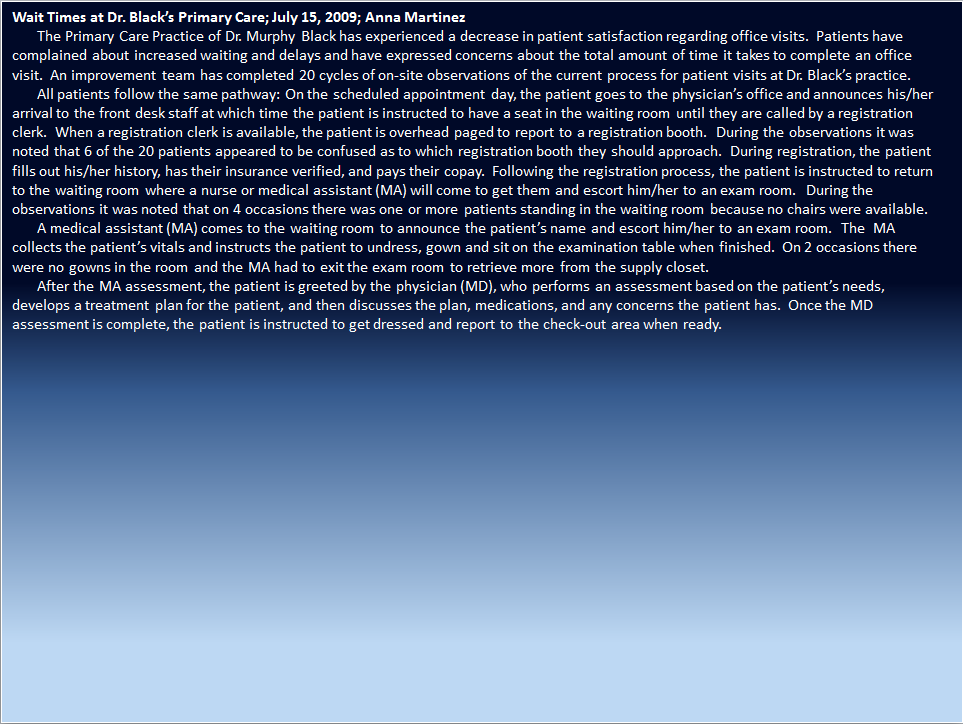 Wait Times at Dr. Black’s Primary Care; July 15, 2009; Anna Martinez
The Primary Care Practice of Dr. Murphy Black has experienced a decrease in patient satisfaction regarding office visits. Patients have
complained about increased waiting and delays and have expressed concerns about the total amount of time it takes to complete an office
visit. An improvement team has completed 20 cycles of on-site observations of the current process for patient visits at Dr. Black’s practice.
All patients follow the same pathway: On the scheduled appointment day, the patient goes to the physician’s office and announces his/her
arrival to the front desk staff at which time the patient is instructed to have a seat in the waiting room until they are called by a registration
clerk. When a registration clerk is available, the patient is overhead paged to report to a registration booth. During the observations it was
noted that 6 of the 20 patients appeared to be confused as to which registration booth they should approach. During registration, the patient
fills out his/her history, has their insurance verified, and pays their copay. Following the registration process, the patient is instructed to return
to the waiting room where a nurse or medical assistant (MA) will come to get them and escort him/her to an exam room. During the
observations it was noted that on 4 occasions there was one or more patients standing in the waiting room because no chairs were available.
A medical assistant (MA) comes to the waiting room to announce the patient’s name and escort him/her to an exam room. The MA
collects the patient’s vitals and instructs the patient to undress, gown and sit on the examination table when finished. On 2 occasions there
were no gowns in the room and the MA had to exit the exam room to retrieve more from the supply closet.
After the MA assessment, the patient is greeted by the physician (MD), who performs an assessment based on the patient’s needs,
develops a treatment plan for the patient, and then discusses the plan, medications, and any concerns the patient has. Once the MD
assessment is complete, the patient is instructed to get dressed and report to the check-out area when ready.